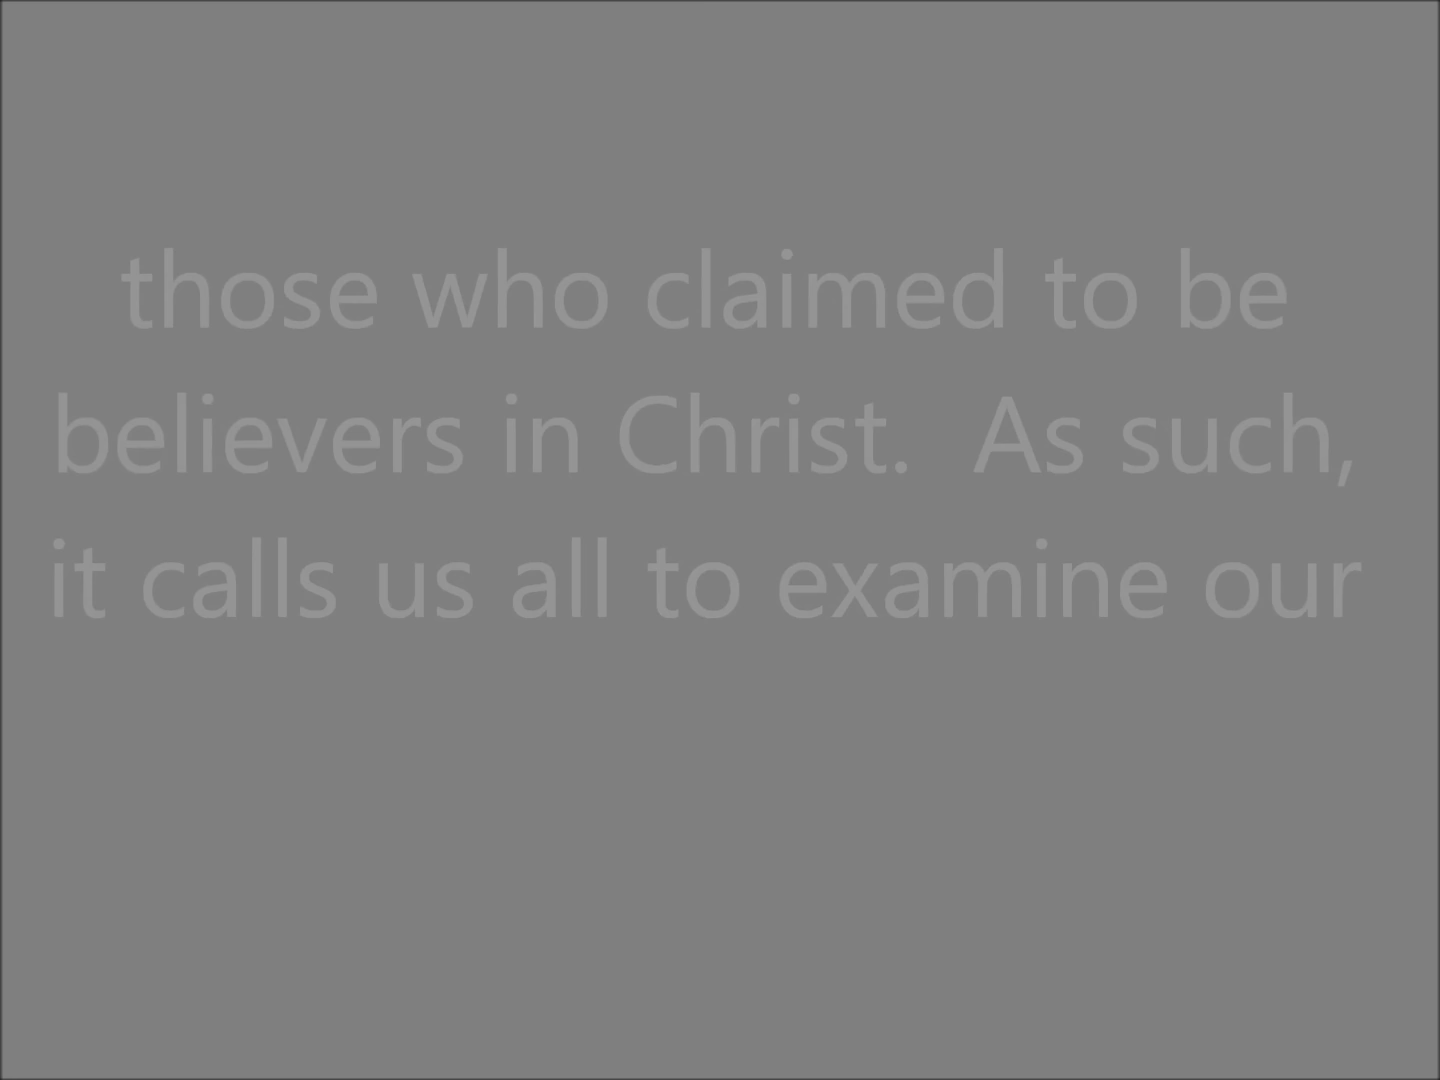 those who claimed to be
believers in Christ.  As such,
it calls us all to examine our